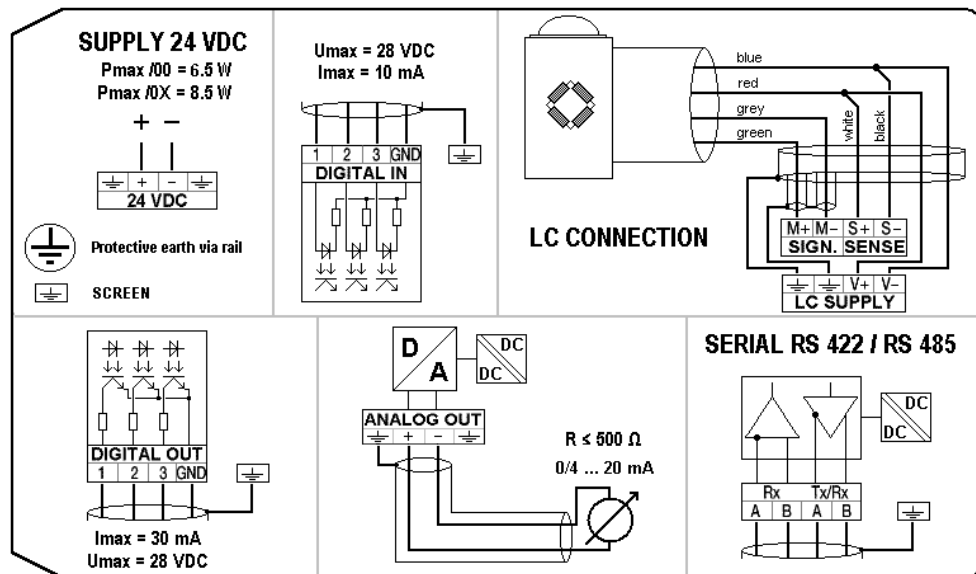 SUPPLY 24 VDC
Pmax /00 = 6.5 W
Pmax /0X = 8.5 W
+ −
+ -
24 VDC
Protective earth via rail
SCREEN
Umax = 28 VDC
Imax = 10 mA
1 2 3 GND
DIGITAL IN
blue
red
grey
green
white
black
LC CONNECTION
M+ M- S+ S-
SIGN. SENSE
V+ V-
LC SUPPLY
DIGITAL OUT
1 2 3 GND
Imax = 30 mA
Umax = 28 VDC
D
A
DC
DC
ANALOG OUT
+ -
R ≤ 500 Ω
0/4 ... 20 mA
SERIAL RS 422 / RS 485
DC
DC
Rx Tx/Rx
A B A B